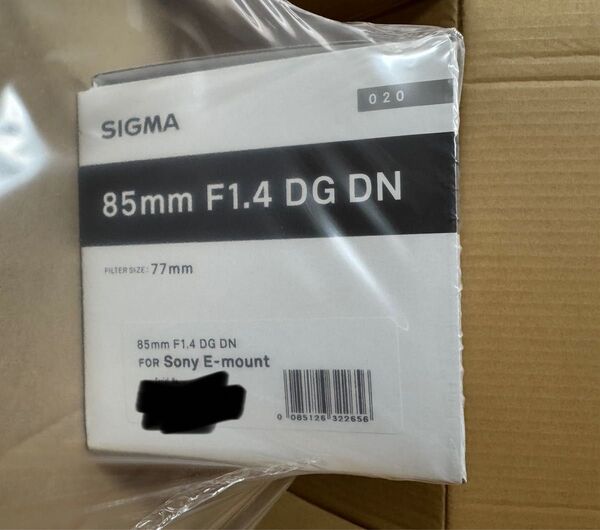 020
SIGMA
85mm F1.4 DG DN
FILTER SIZE: 77mm
85mm F1.4 DG DN
FOR Sony E-mount
0 085126 322656